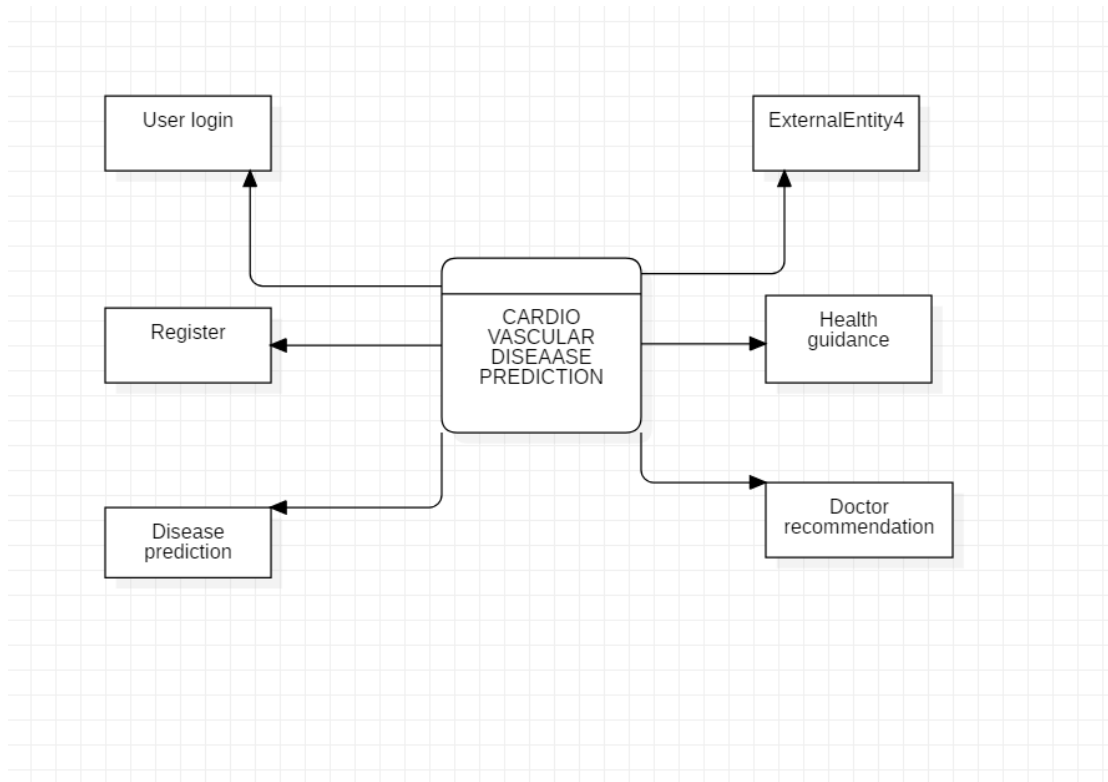 User login
ExternalEntity4
Register
CARDIO
VASCULAR
DISEAASE
PREDICTION
Health
guidance
Disease
prediction
Doctor
recommendation